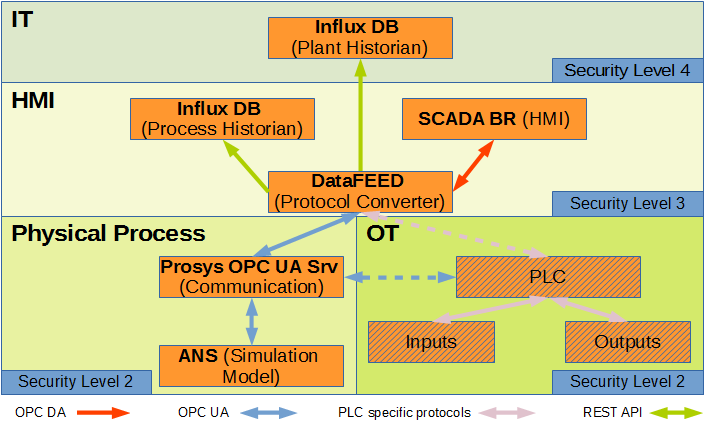 IT
Influx DB
(Plant Historian)
Security Level 4
HMI
Influx DB
(Process Historian)
SCADA BR (HMI)
DataFEED
(Protocol Converter)
Security Level 3
Physical Process
OT
Prosys OPC UA Srv
(Communication)
PLC
Inputs
Outputs
ANS (Simulation
Model)
Security Level 2
Security Level 2
OPC DA
OPC UA
PLC specific protocols
REST API